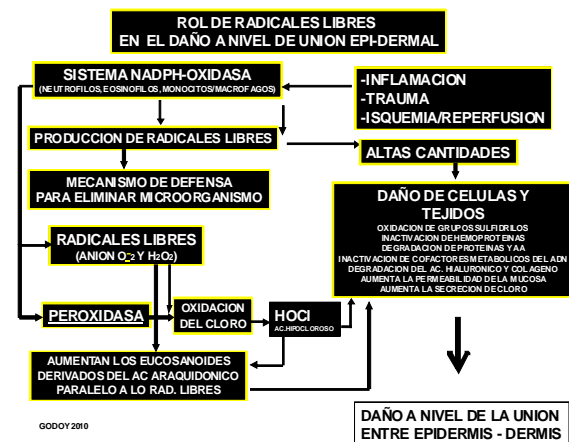 ROL DE RADICALES LIBRES
EN EL DAÑO A NIVEL DE UNION EPI-DERMAL
SISTEMA NADPH-OXIDASA
(NEUTROFILOS, EOSINOFILOS, MONOCITOS/MACROFAGOS)
-INFLAMACION
-TRAUMA
-ISQUEMIA/REPERFUSION
PRODUCCION DE RADICALES LIBRES
ALTAS CANTIDADES
MECANISMO DE DEFENSA
PARA ELIMINAR MICROORGANISMO
DAÑO DE CELULAS Y
TEJIDOS
OXIDACION DE GRUPOS SULFIDRILOS
INACTIVACION DE HEMOPROTEINAS
DEGRADACION DE PROTEINAS Y AA
INACTIVACION DE COFACTORES METABOLICOS DEL ADN
DEGRADACION DEL AC. HIALURONICO Y COLAGENO
AUMENTA LA PERMEABILIDAD DE LA MUCOSA
AUMENTA LA SECRECION DE CLORO
RADICALES LIBRES
(ANION O-2 Y H2O2)
PEROXIDASA
OXIDACION
DEL CLORO
HOCI
AC.HIPOCLOROSO
AUMENTAN LOS EUCOSANOIDES
DERIVADOS DEL AC ARAQUIDONICO
PARALELO A LO RAD. LIBRES
GODOY 2010
DAÑO A NIVEL DE LA UNION
ENTRE EPIDERMIS - DERMIS